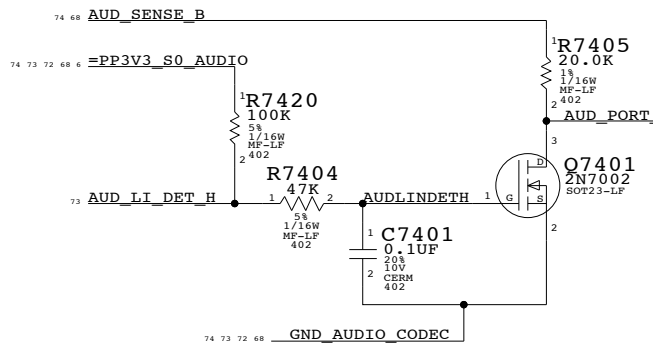 74 68 AUD_SENSE_B
1 R7405
20.0K
1%
1/16W
MF-LF
402
2
AUD_PORT_
74 73 72 68 6 =PP3V3_S0_AUDIO
1 R7420
100K
5%
1/16W
MF-LF
402
2
73 AUD_LI_DET_H
R7404
1 47K 2
5%
1/16W
MF-LF
402
AUDLINDETH
3
D
1 G
S
2
Q7401
2N7002
SOT23-LF
1 C7401
0.1UF
20%
10V
CERM
402
2
74 73 72 68 GND_AUDIO_CODEC